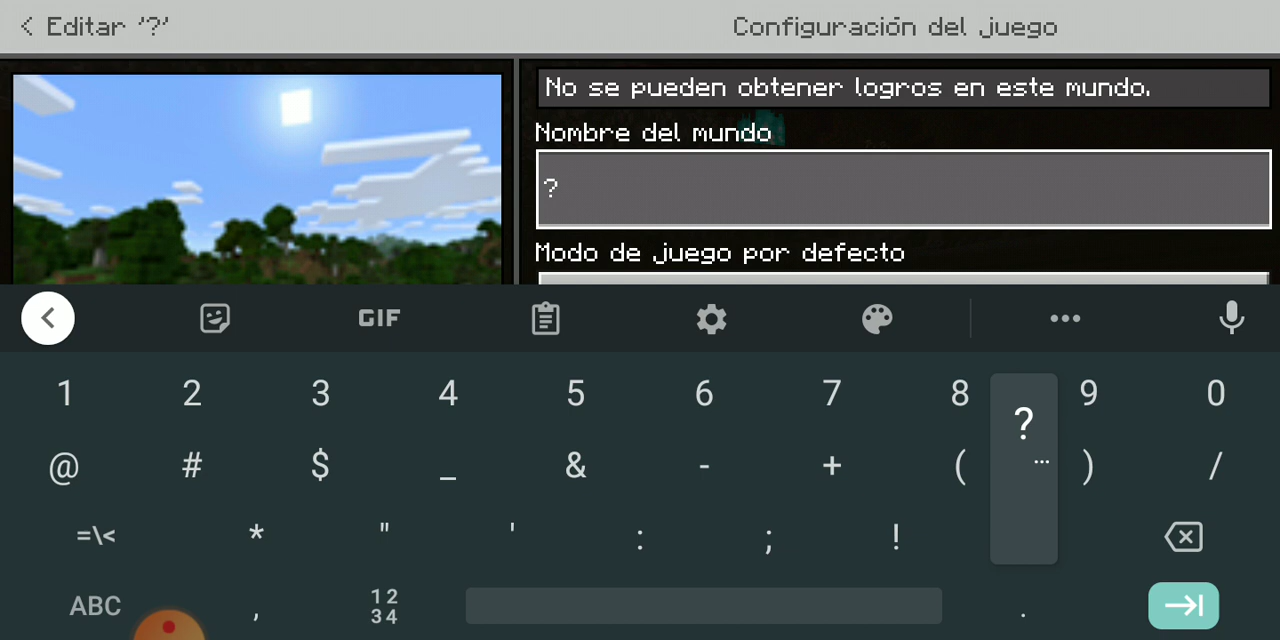 Editar '?'
Configuración del juego
No se pueden obtener logros en este mundo.
Nombre del mundo
?
Modo de juego por defecto
GIF
1 2 3 4 5 6 7 8 9 0
@ # $ _ & - + ( ) /
=\< * " ' : ; ! ?
ABC , 12 34 .